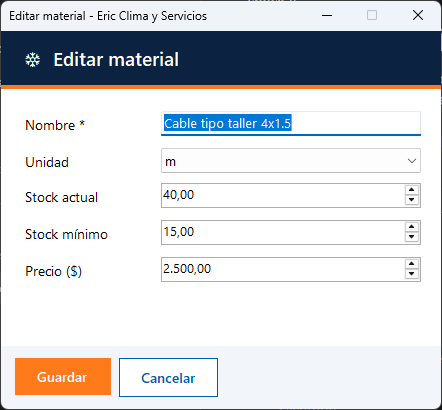 Editar material - Eric Clima y Servicios
Editar material
Nombre * Cable tipo taller 4x1.5
Unidad m
Stock actual 40,00
Stock mínimo 15,00
Precio ($) 2.500,00
Guardar Cancelar